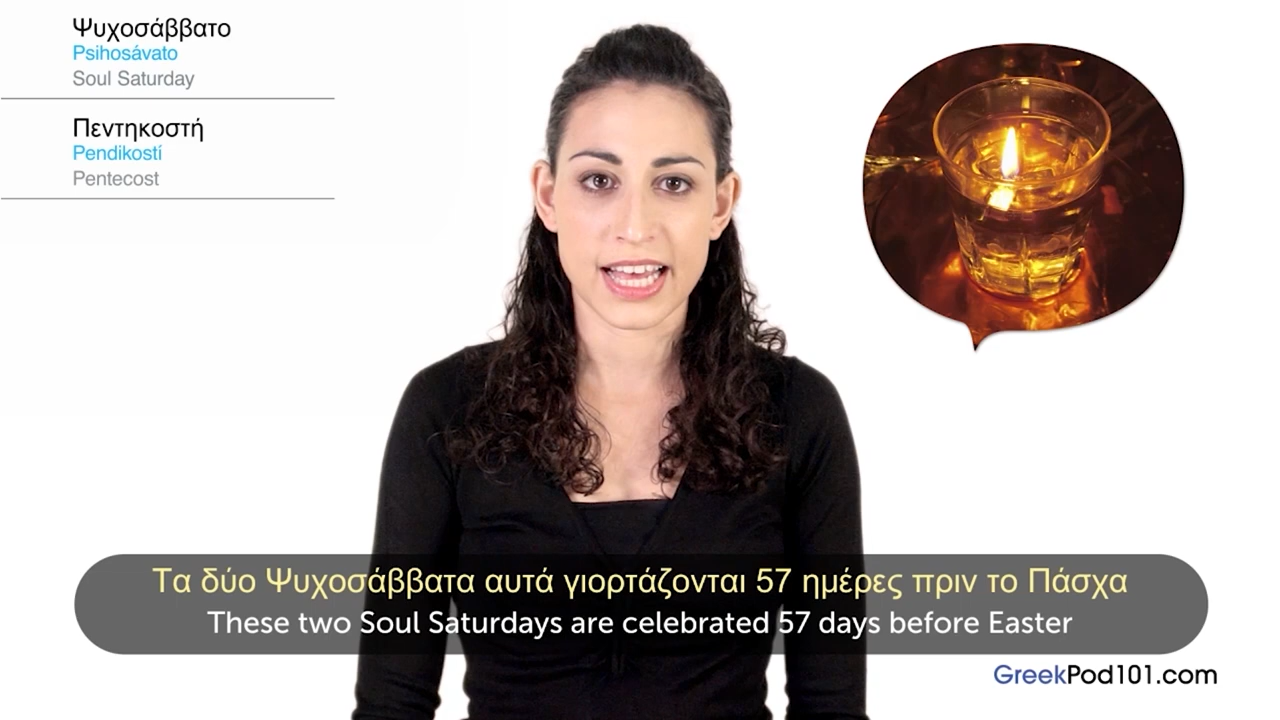 Ψυχοσάββατο
Psihosávato
Soul Saturday
Πεντηκοστή
Pendikostí
Pentecost
Τα δύο Ψυχοσάββατα αυτά γιορτάζονται 57 ημέρες πριν το Πάσχα
These two Soul Saturdays are celebrated 57 days before Easter
GreekPod101.com